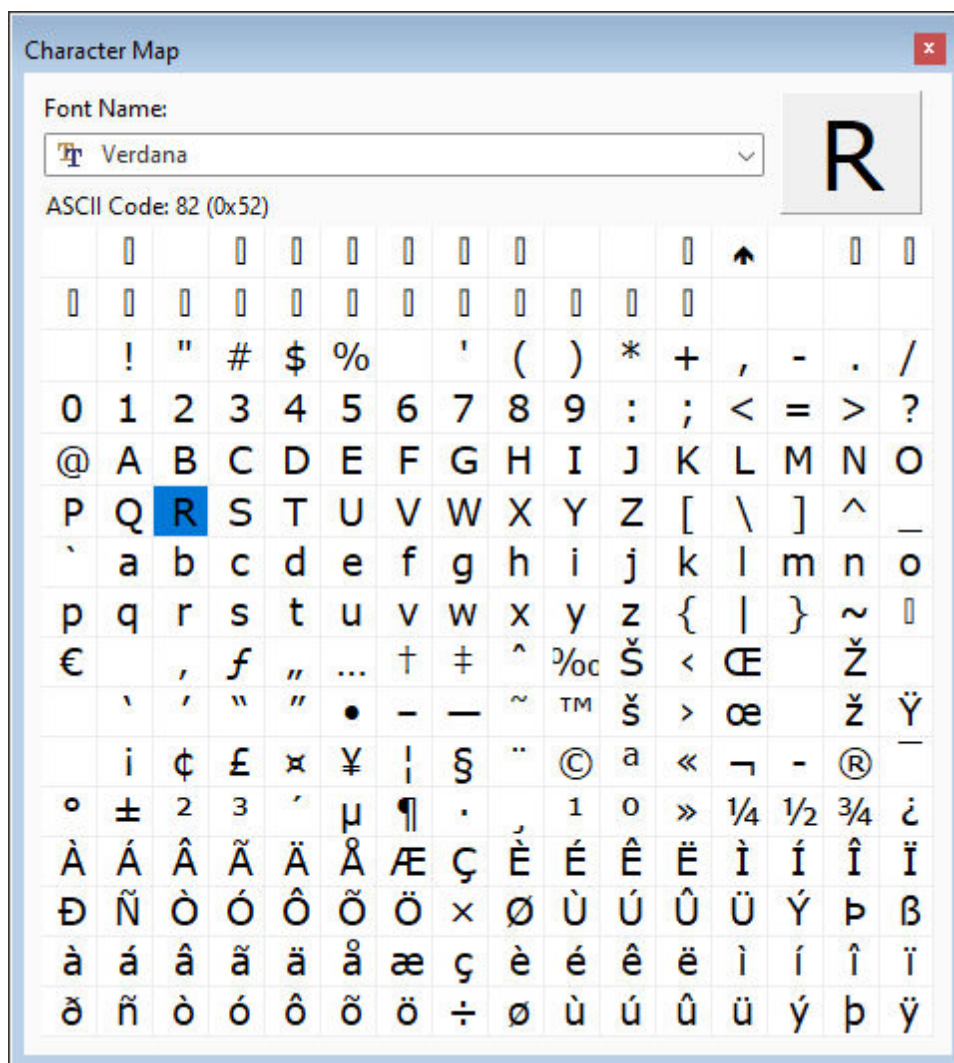 Character Map
x
Font Name:
Verdana
R
ASCII Code: 82 (0x52)
! " # $ % ' ( ) * + , - . /
0 1 2 3 4 5 6 7 8 9 : ; < = > ?
@ A B C D E F G H I J K L M N O
P Q R S T U V W X Y Z [ \ ] ^ _
` a b c d e f g h i j k l m n o
p q r s t u v w x y z { | } ~
€ ‚ ƒ „ … † ‡ ˆ ‰ Š ‹ Œ Ž
‘ ’ “ ” • – — ˜ ™ š › œ ž Ÿ
¡ ¢ £ ¤ ¥ ¦ § ¨ © ª « ¬ - ® ¯
° ± ² ³ ´ µ ¶ · ¸ ¹ º » ¼ ½ ¾ ¿
À Á Â Ã Ä Å Æ Ç È É Ê Ë Ì Í Î Ï
Ð Ñ Ò Ó Ô Õ Ö × Ø Ù Ú Û Ü Ý Þ ß
à á â ã ä å æ ç è é ê ë ì í î ï
ð ñ ò ó ô õ ö ÷ ø ù ú û ü ý þ ÿ